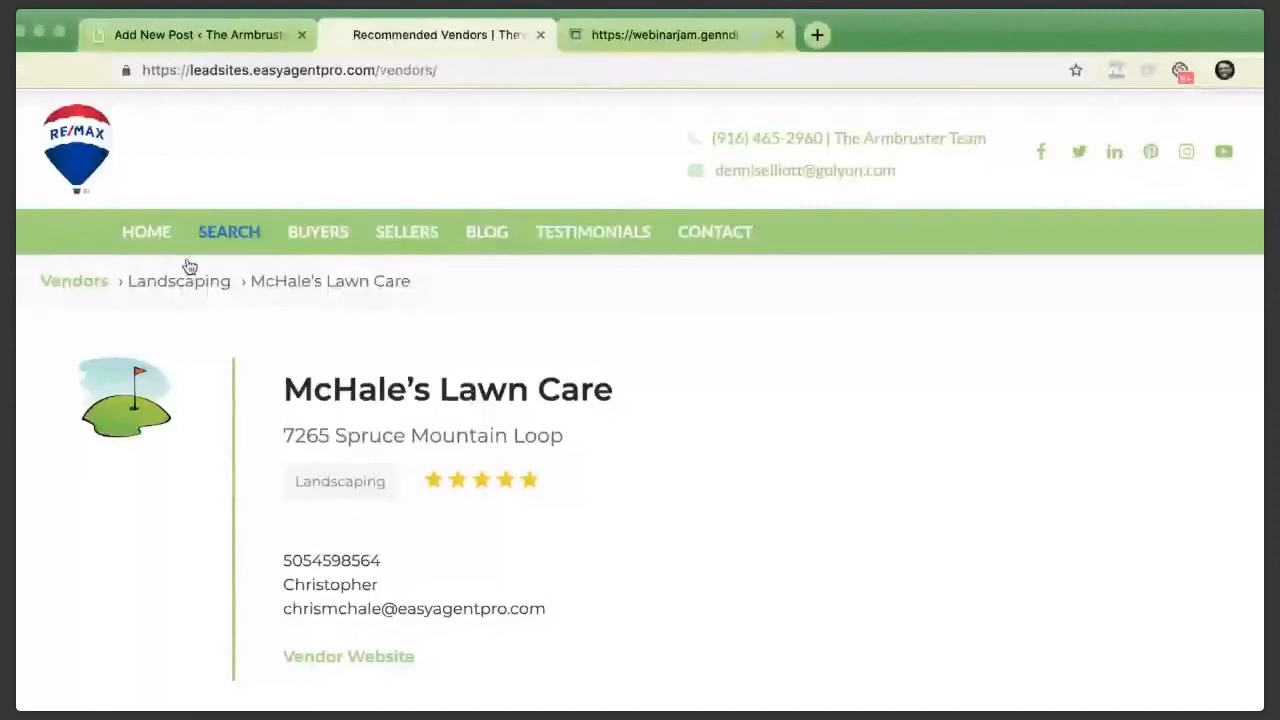 Add New Post < The Armbrust
Recommended Vendors | The
https://webinarjam.genndi
https://leadsites.easyagentpro.com/vendors/
9+
RE/MAX
(916) 465-2960 | The Armbruster Team
denniselliott@golyon.com
HOME SEARCH BUYERS SELLERS BLOG TESTIMONIALS CONTACT
Vendors › Landscaping › McHale's Lawn Care
McHale's Lawn Care
7265 Spruce Mountain Loop
Landscaping
5054598564
Christopher
chrismchale@easyagentpro.com
Vendor Website